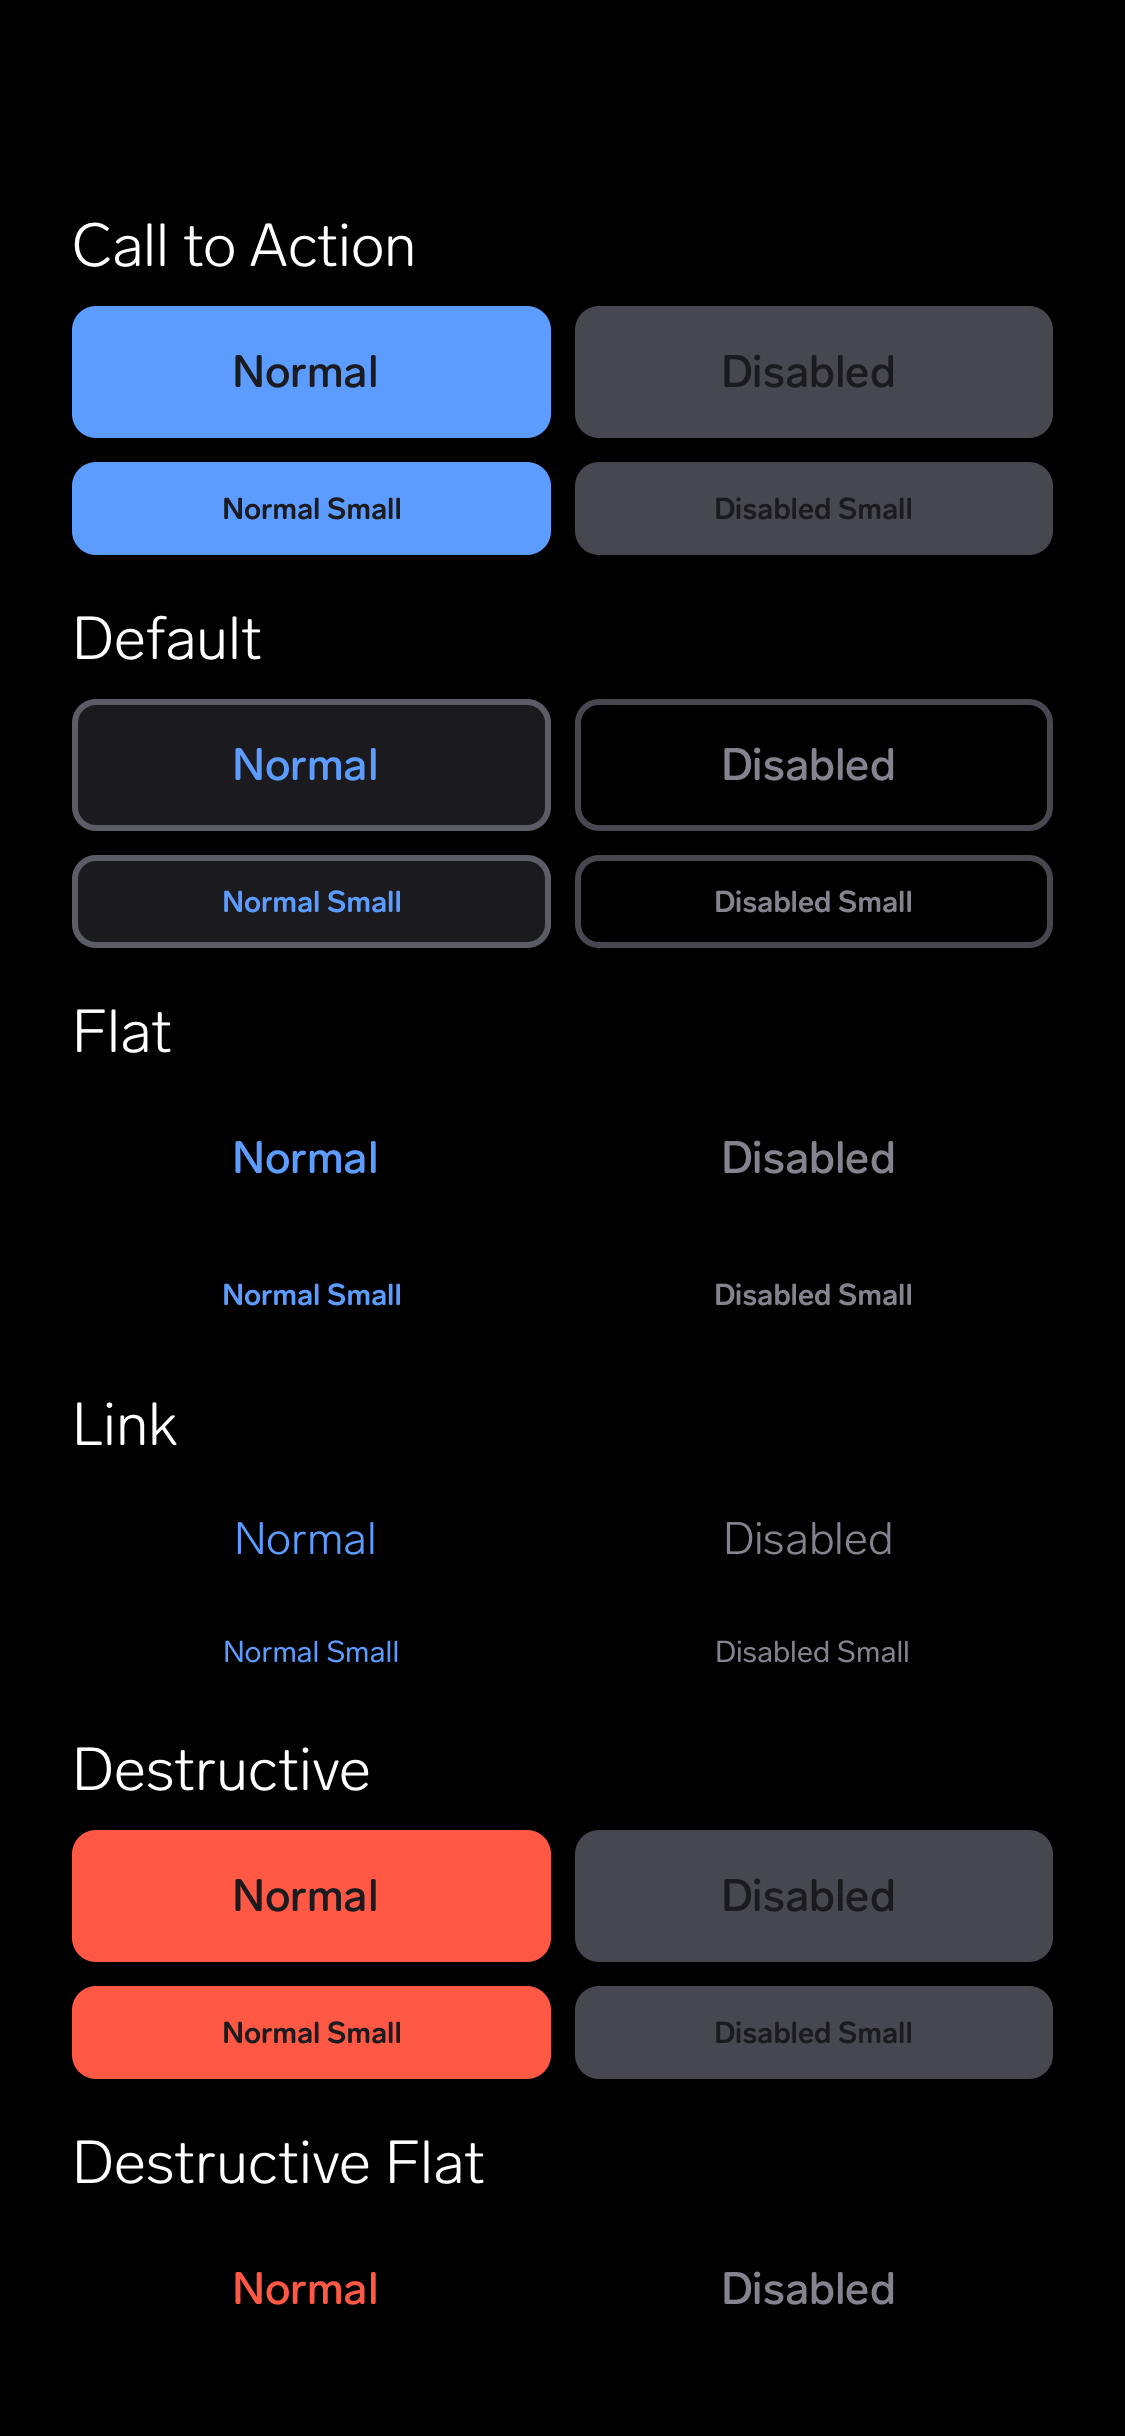 Call to Action
Normal
Disabled
Normal Small
Disabled Small
Default
Normal
Disabled
Normal Small
Disabled Small
Flat
Normal
Disabled
Normal Small
Disabled Small
Link
Normal
Disabled
Normal Small
Disabled Small
Destructive
Normal
Disabled
Normal Small
Disabled Small
Destructive Flat
Normal
Disabled